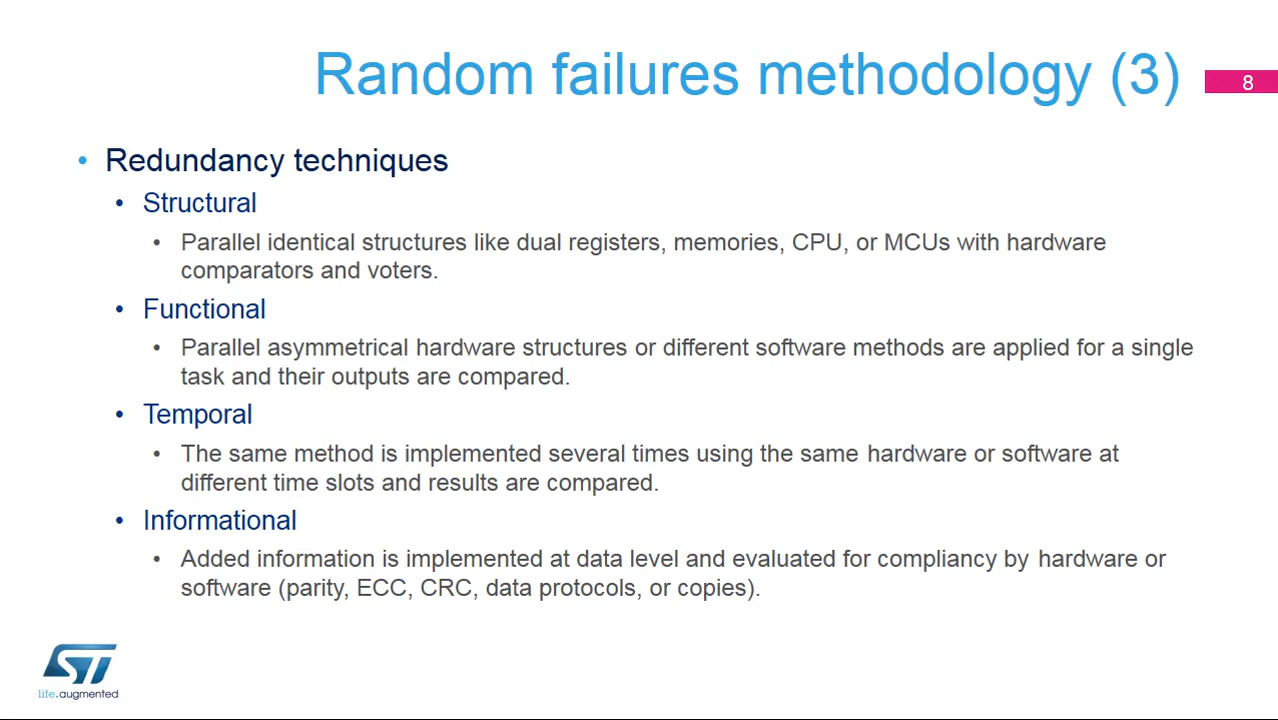 Random failures methodology (3)
8
• Redundancy techniques
• Structural
• Parallel identical structures like dual registers, memories, CPU, or MCUs with hardware
comparators and voters.
• Functional
• Parallel asymmetrical hardware structures or different software methods are applied for a single
task and their outputs are compared.
• Temporal
• The same method is implemented several times using the same hardware or software at
different time slots and results are compared.
• Informational
• Added information is implemented at data level and evaluated for compliancy by hardware or
software (parity, ECC, CRC, data protocols, or copies).
ST
life.augmented